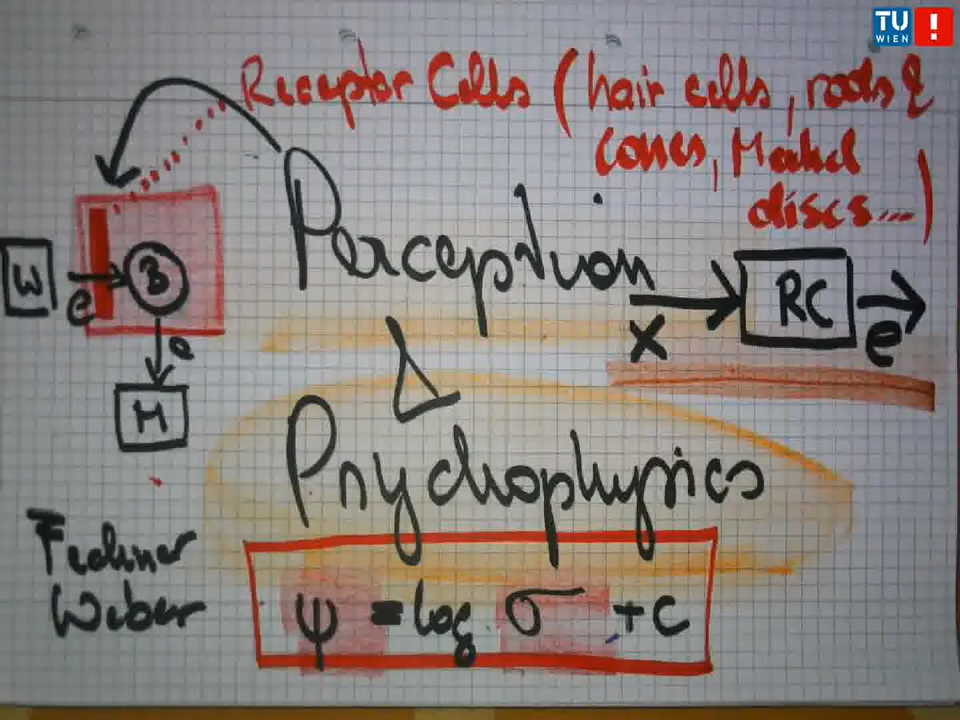 TU
WIEN
!
Receptor Cells (hair cells, rods &
cones, Merkel
discs...)
Perception
W
e
B
e
M
X
RC
e
&
Psychophysics
Fechner
Weber
ψ = log σ + c